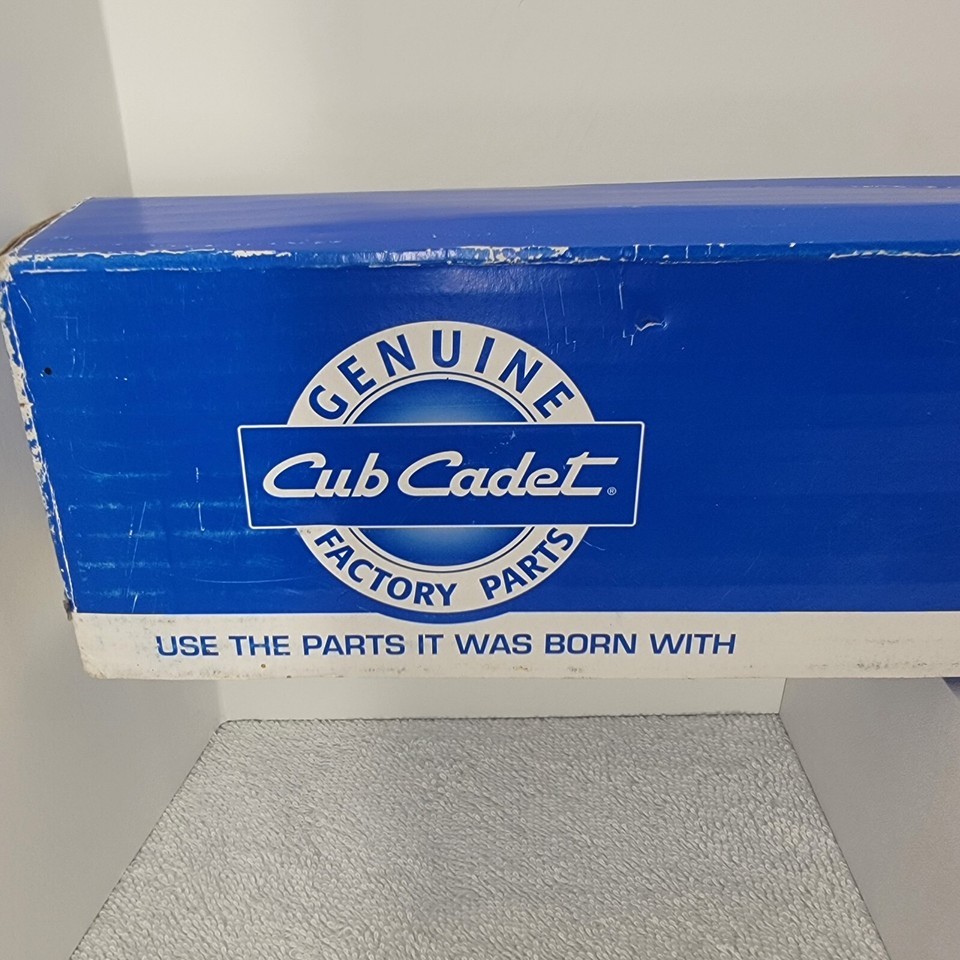 GENUINE
Cub Cadet®
FACTORY PARTS
USE THE PARTS IT WAS BORN WITH